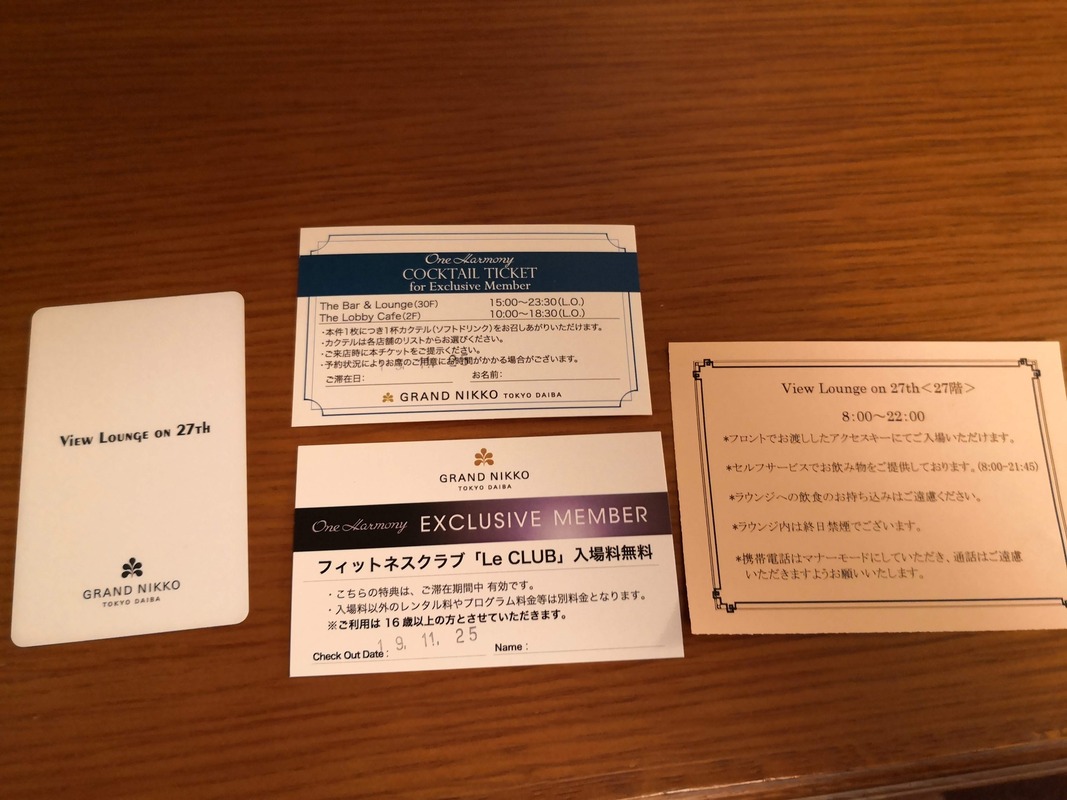 View Lounge on 27th
GRAND NIKKO
TOKYO DAIBA
One Harmony
COCKTAIL TICKET
for Exclusive Member
The Bar & Lounge(30F) 15:00〜23:30(L.O.)
The Lobby Cafe(2F) 10:00〜18:30(L.O.)
・本件1枚につき1杯カクテル(ソフトドリンク)をお召しあがりいただけます。
・カクテルは各店舗のリストからお選びください。
・ご来店時に本チケットをご提示ください。
・予約状況によりお席のご用意にお時間がかかる場合がございます。
ご滞在日: お名前:
GRAND NIKKO TOKYO DAIBA
GRAND NIKKO
TOKYO DAIBA
One Harmony EXCLUSIVE MEMBER
フィットネスクラブ「Le CLUB」入場料無料
・こちらの特典は、ご滞在期間中 有効です。
・入場料以外のレンタル料やプログラム料金等は別料金となります。
※ご利用は 16 歳以上の方とさせていただきます。
Check Out Date : 1 9. 11. 25 Name :
View Lounge on 27th<27階>
8:00〜22:00
*フロントでお渡ししたアクセスキーにてご入場いただけます。
*セルフサービスでお飲み物をご提供しております。(8:00-21:45)
*ラウンジへの飲食のお持ち込みはご遠慮ください。
*ラウンジ内は終日禁煙でございます。
*携帯電話はマナーモードにしていただき、通話はご遠慮
いただきますようお願いいたします。